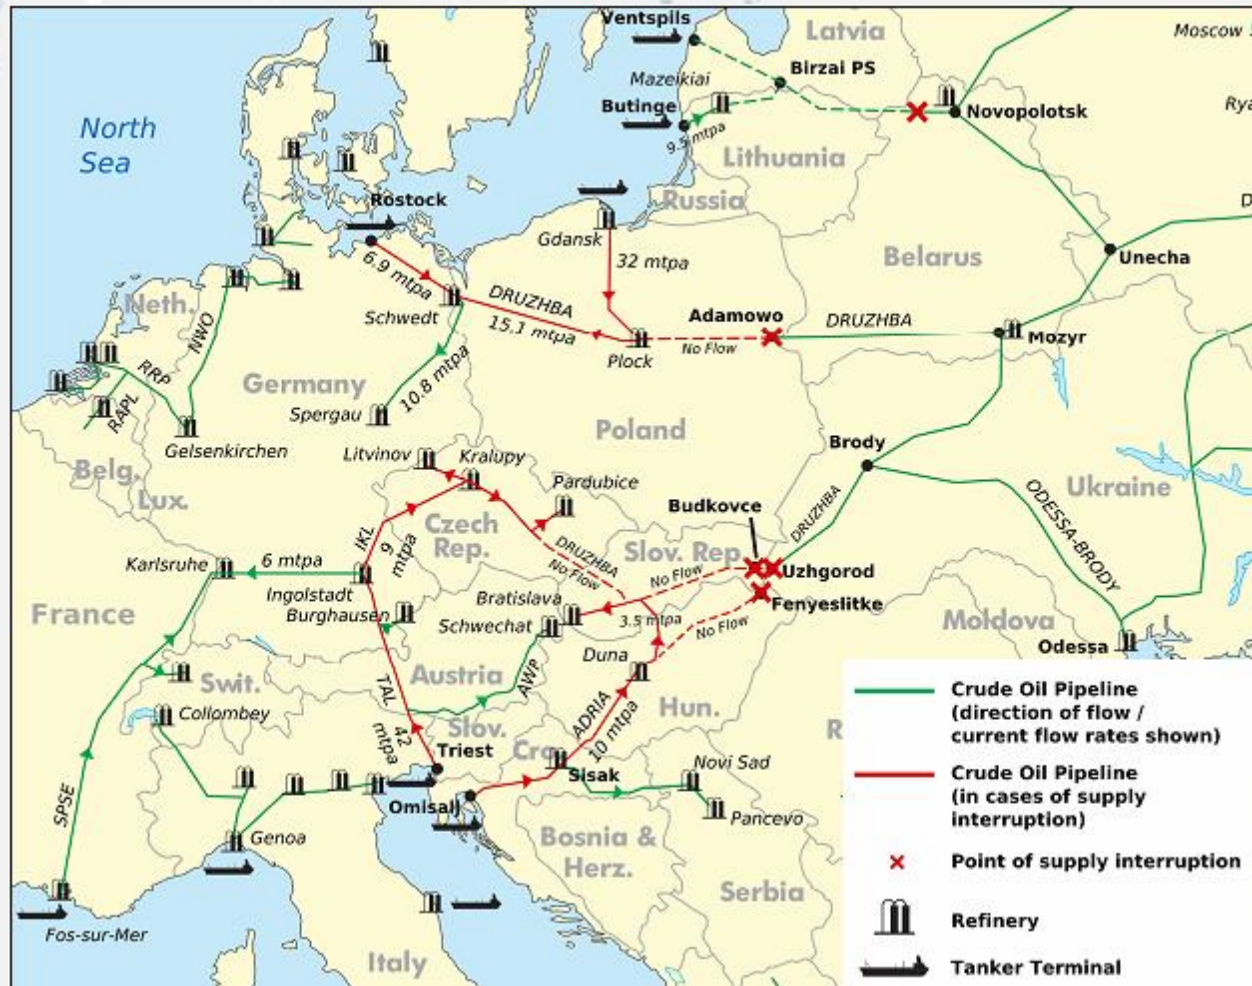 Ventspils
Latvia
Moscow
Mazeikiai
Birzai PS
Butinge
Novopolotsk
9.5 mtpa
North
Sea
Lithuania
Russia
Rostock
Gdansk
6.9 mtpa
32 mtpa
Belarus
Unecha
Neth.
NWO
Schwedt
DRUZHBA
15.1 mtpa
Adamowo
DRUZHBA
Plock
No Flow
Mozyr
RRP
RAPL
Germany
10.8 mtpa
Spergau
Gelsenkirchen
Poland
Litvinov
Kralupy
Brody
Belg.
Lux.
Pardubice
Ukraine
Budkovce
DRUZHBA
ODESSA-BRODY
IKL
9
mtpa
Czech
Rep.
DRUZHBA
No Flow
Slov. Rep.
No Flow
Karlsruhe
6 mtpa
Uzhgorod
Ingolstadt
Burghausen
Bratislava
Fenyeslitke
France
Schwechat
3.5 mtpa
No Flow
Moldova
Odessa
Duna
Swit.
Austria
AWP
TAL
42
mtpa
Collombey
Slov.
ADRIA
10 mtpa
Hun.
R
Cro.
Triest
Sisak
Novi Sad
Omisalj
Pancevo
SPSE
Genoa
Bosnia &
Herz.
Serbia
Fos-sur-Mer
Italy
Crude Oil Pipeline
(direction of flow /
current flow rates shown)
Crude Oil Pipeline
(in cases of supply
interruption)
Point of supply interruption
Refinery
Tanker Terminal